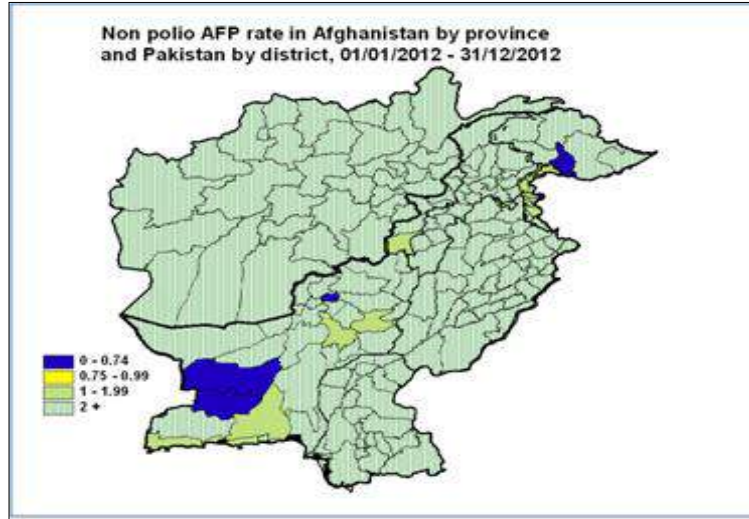 Non polio AFP rate in Afghanistan by province
and Pakistan by district, 01/01/2012 - 31/12/2012
0 - 0.74
0.75 - 0.99
1 - 1.99
2 +